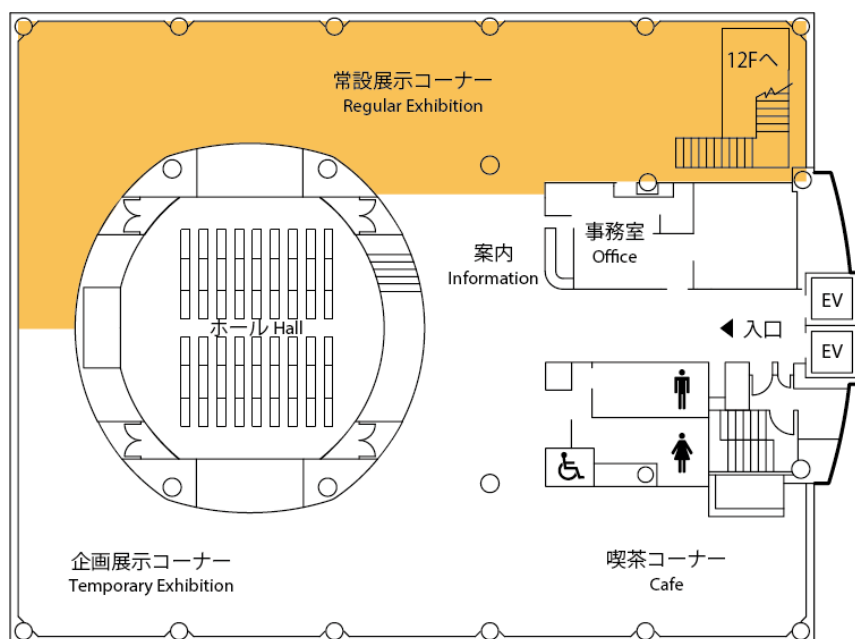 12Fへ
常設展示コーナー
Regular Exhibition
事務室
Office
案内
Information
EV
ホール Hall
入口
EV
企画展示コーナー
Temporary Exhibition
喫茶コーナー
Cafe